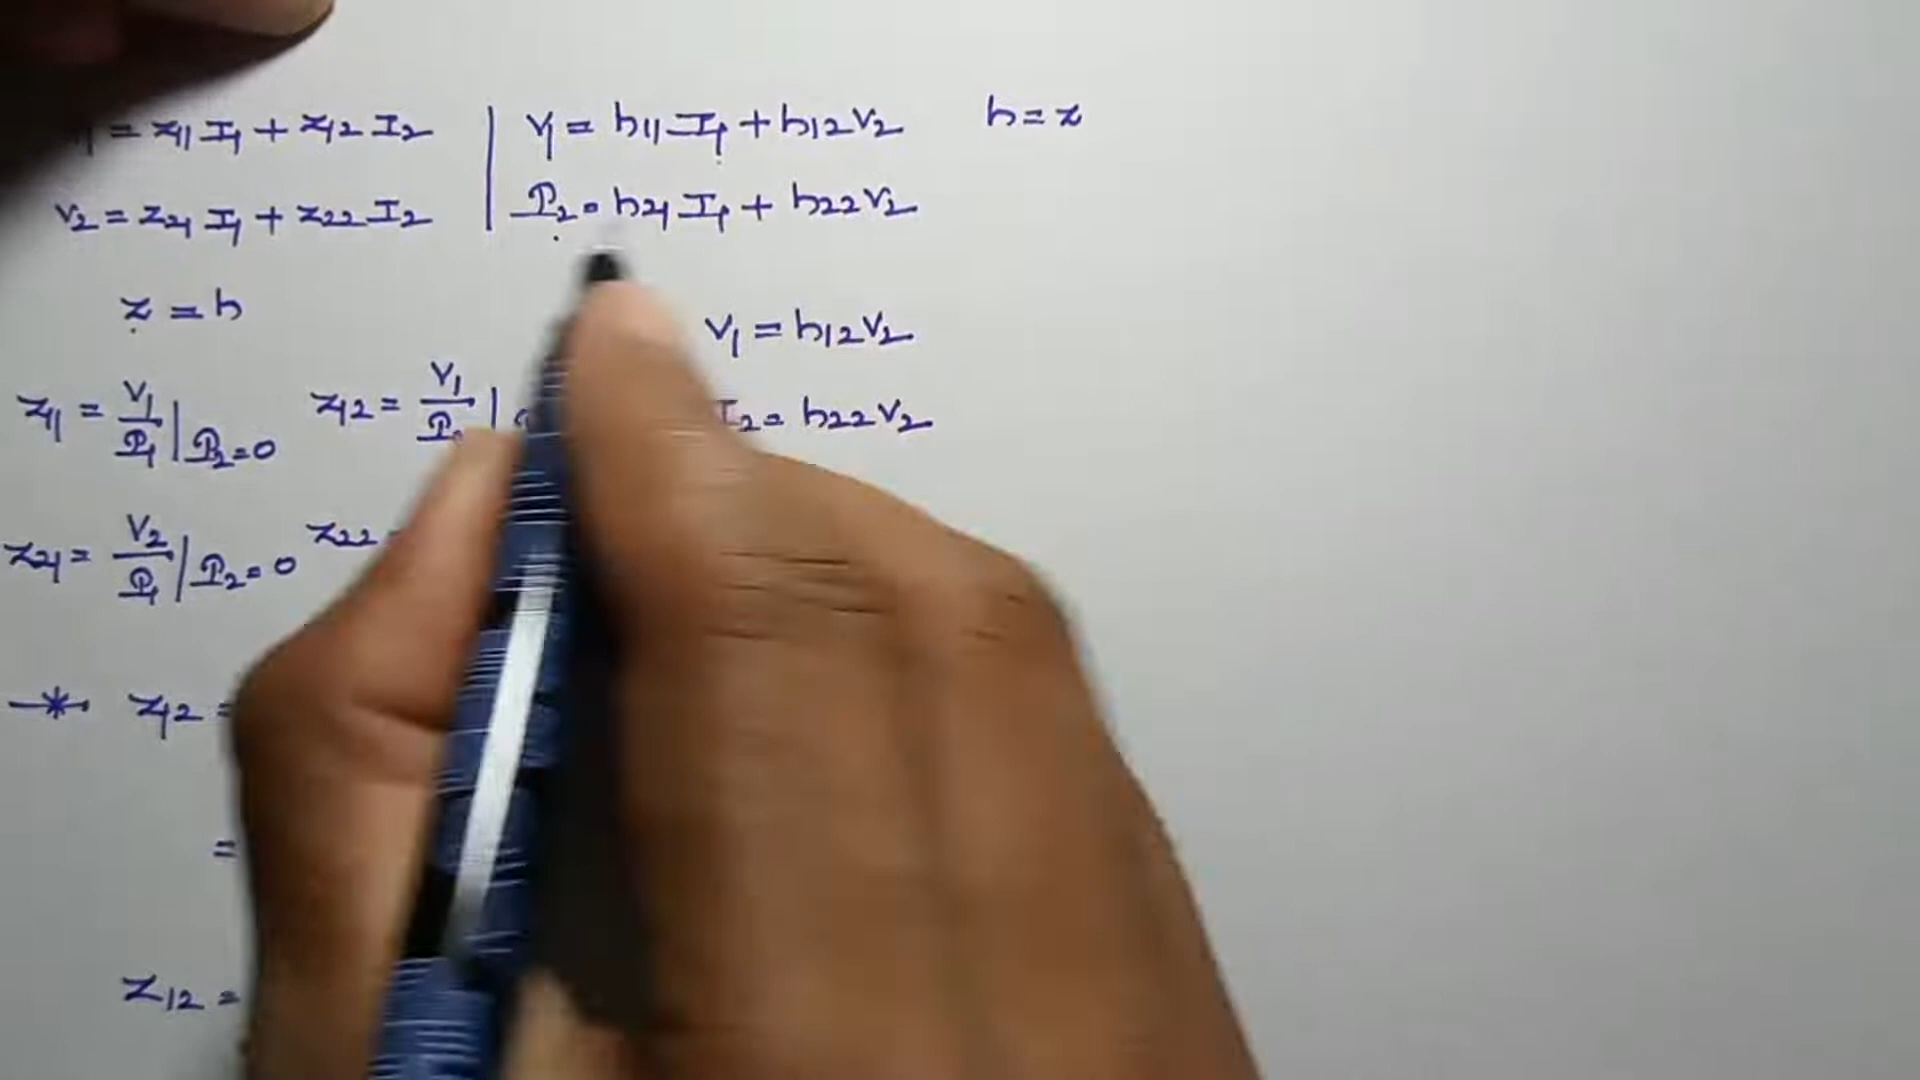 = z11 I1 + z12 I2 | V1 = h11 I1 + h12 V2 h = z
V2 = z21 I1 + z22 I2 | I2 = h21 I1 + h22 V2
z = h
V1 = h12 V2
z11 = V1/I1 | I2=0 z12 = V1/I2 | I2 = h22 V2
z21 = V2/I1 | I2=0 z22
z12 =
=
z12 =